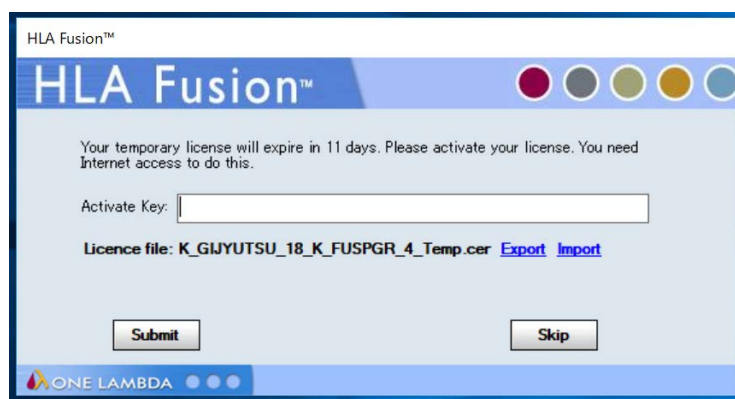 HLA Fusion™
HLA Fusion™
Your temporary license will expire in 11 days. Please activate your license. You need
Internet access to do this.
Activate Key:
Licence file: K_GIJYUTSU_18_K_FUSPGR_4_Temp.cer Export Import
Submit Skip
ONE LAMBDA